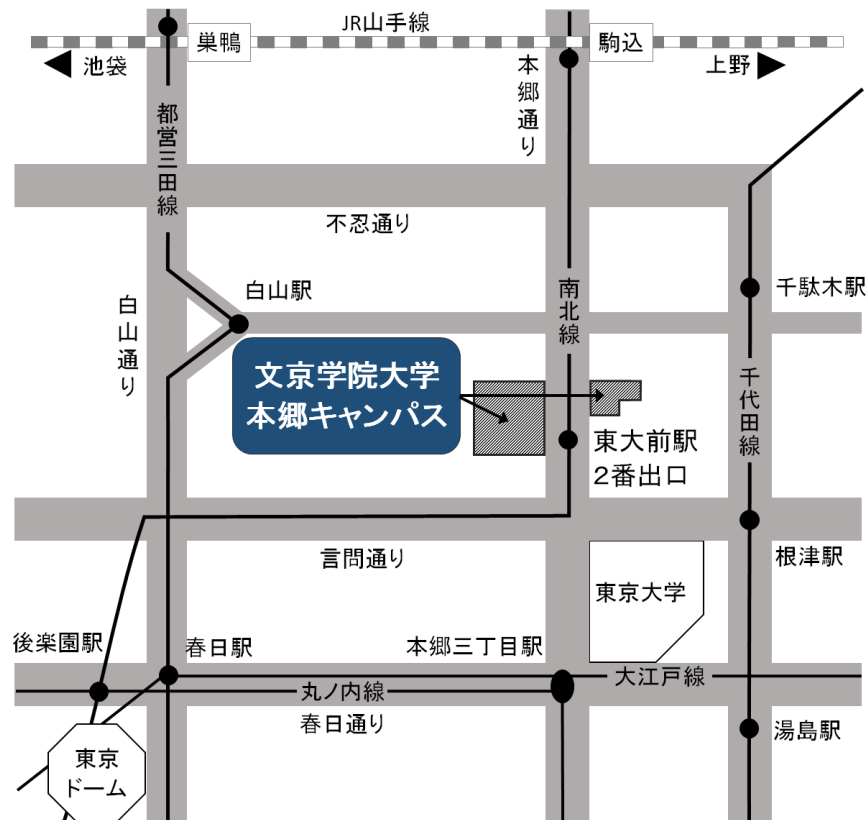 JR山手線
巣鴨
駒込
池袋
上野
本郷通り
都営三田線
不忍通り
白山駅
南北線
千駄木駅
白山通り
文京学院大学
本郷キャンパス
千代田線
東大前駅
2番出口
言問通り
根津駅
東京大学
後楽園駅
春日駅
本郷三丁目駅
大江戸線
丸ノ内線
春日通り
湯島駅
東京
ドーム